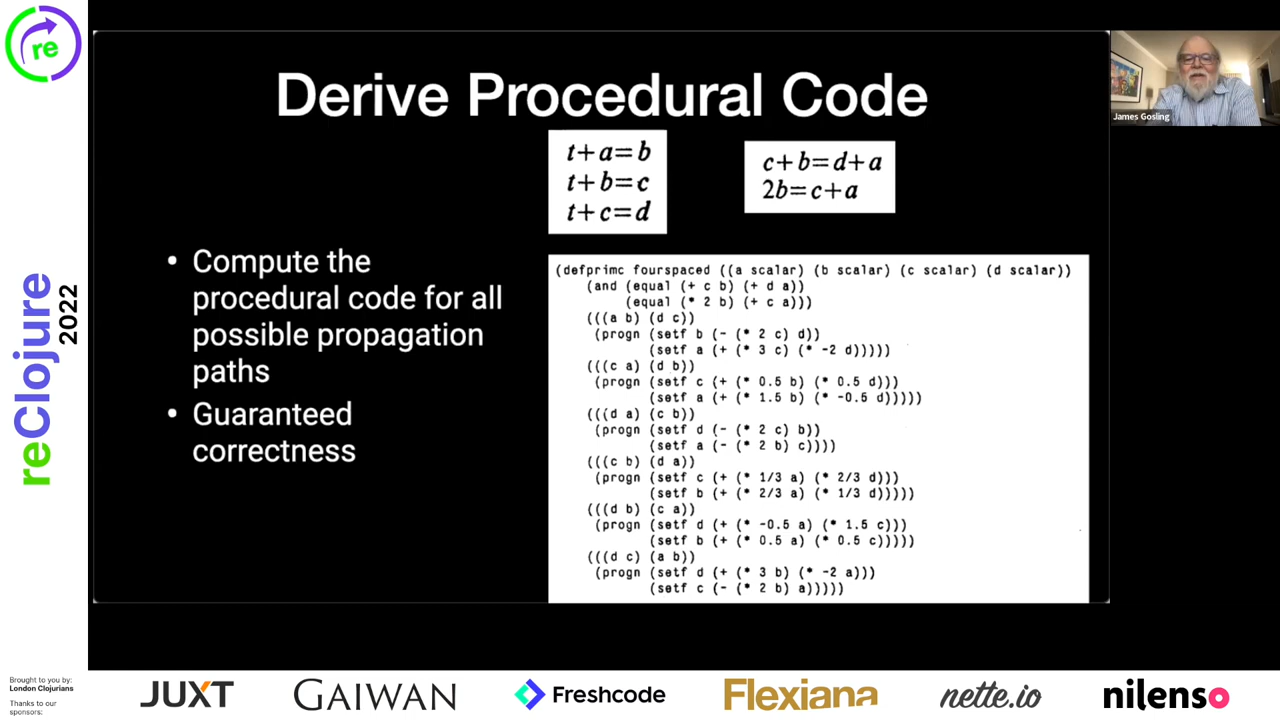 re
reClojure
2022
Derive Procedural Code
t+a=b
t+b=c
t+c=d
c+b=d+a
2b=c+a
• Compute the
procedural code for all
possible propagation
paths
• Guaranteed
correctness
(defprimc fourspaced ((a scalar) (b scalar) (c scalar) (d scalar))
(and (equal (+ c b) (+ d a))
(equal (* 2 b) (+ c a)))
(((a b) (d c))
(progn (setf b (- (* 2 c) d))
(setf a (+ (* 3 c) (* -2 d)))))
(((c a) (d b))
(progn (setf c (+ (* 0.5 b) (* 0.5 d)))
(setf a (+ (* 1.5 b) (* -0.5 d)))))
(((d a) (c b))
(progn (setf d (- (* 2 c) b))
(setf a (- (* 2 b) c))))
(((c b) (d a))
(progn (setf c (+ (* 1/3 a) (* 2/3 d)))
(setf b (+ (* 2/3 a) (* 1/3 d)))))
(((d b) (c a))
(progn (setf d (+ (* -0.5 a) (* 1.5 c)))
(setf b (+ (* 0.5 a) (* 0.5 c)))))
(((d c) (a b))
(progn (setf d (+ (* 3 b) (* -2 a)))
(setf c (- (* 2 b) a)))))
James Gosling
Brought to you by:
London Clojurians
Thanks to our
sponsors:
JUXT
GAIWAN
Freshcode
Flexiana
nette.io
nilenso